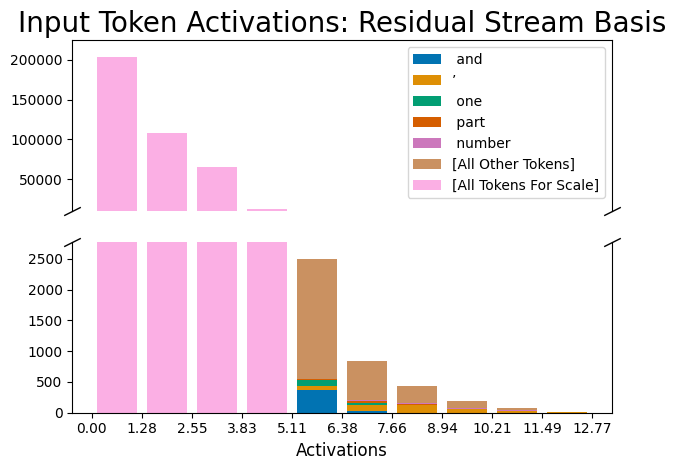 Input Token Activations: Residual Stream Basis
200000
150000
100000
50000
and
’
one
part
number
[All Other Tokens]
[All Tokens For Scale]
2500
2000
1500
1000
500
0
0.00 1.28 2.55 3.83 5.11 6.38 7.66 8.94 10.21 11.49 12.77
Activations